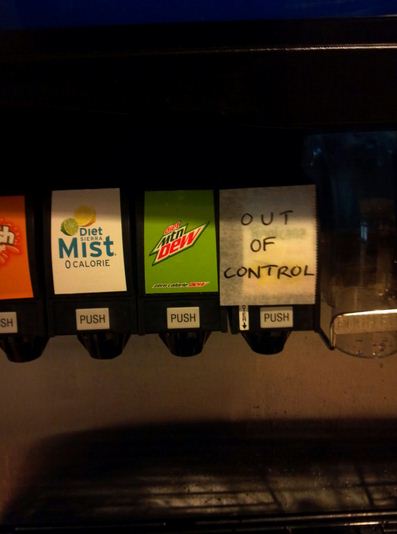 Diet
SIERRA
Mist
0 CALORIE
diet
Mtn
DEW
OUT
OF
CONTROL
SH
PUSH
PUSH
PUSH